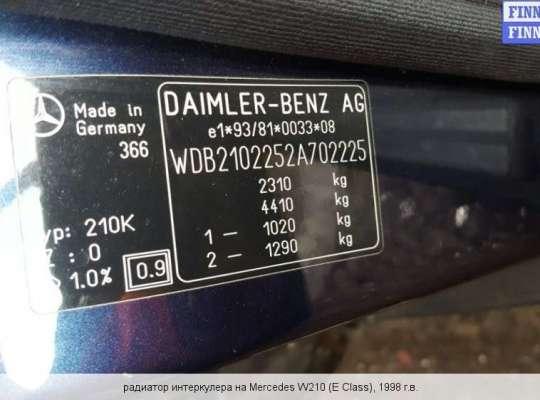 FINN
FINN
Made in
Germany
366
DAIMLER-BENZ AG
e1*93/81*0033*08
WDB2102252A702225
2310 kg
4410 kg
1 — 1020 kg
2 — 1290 kg
yp: 210K
: 0
1.0% 0.9
радиатор интеркулера на Mercedes W210 (E Class), 1998 г.в.